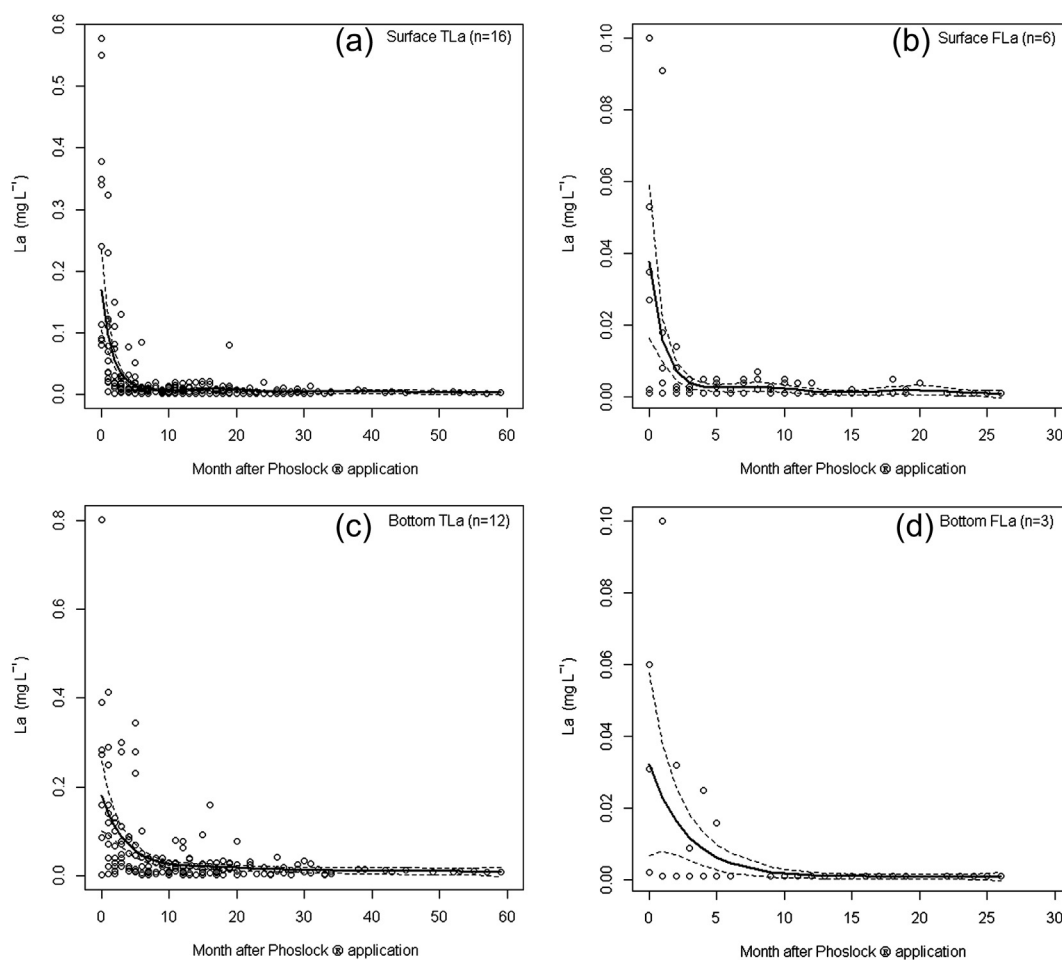 (a) Surface TLa (n=16)
La (mg L⁻¹)
0.0 0.1 0.2 0.3 0.4 0.5 0.6
0 10 20 30 40 50 60
Month after Phoslock ® application
(b) Surface FLa (n=6)
La (mg L⁻¹)
0.00 0.02 0.04 0.06 0.08 0.10
0 5 10 15 20 25 30
Month after Phoslock ® application
(c) Bottom TLa (n=12)
La (mg L⁻¹)
0.0 0.2 0.4 0.6 0.8
0 10 20 30 40 50 60
Month after Phoslock ® application
(d) Bottom FLa (n=3)
La (mg L⁻¹)
0.00 0.02 0.04 0.06 0.08 0.10
0 5 10 15 20 25 30
Month after Phoslock ® application